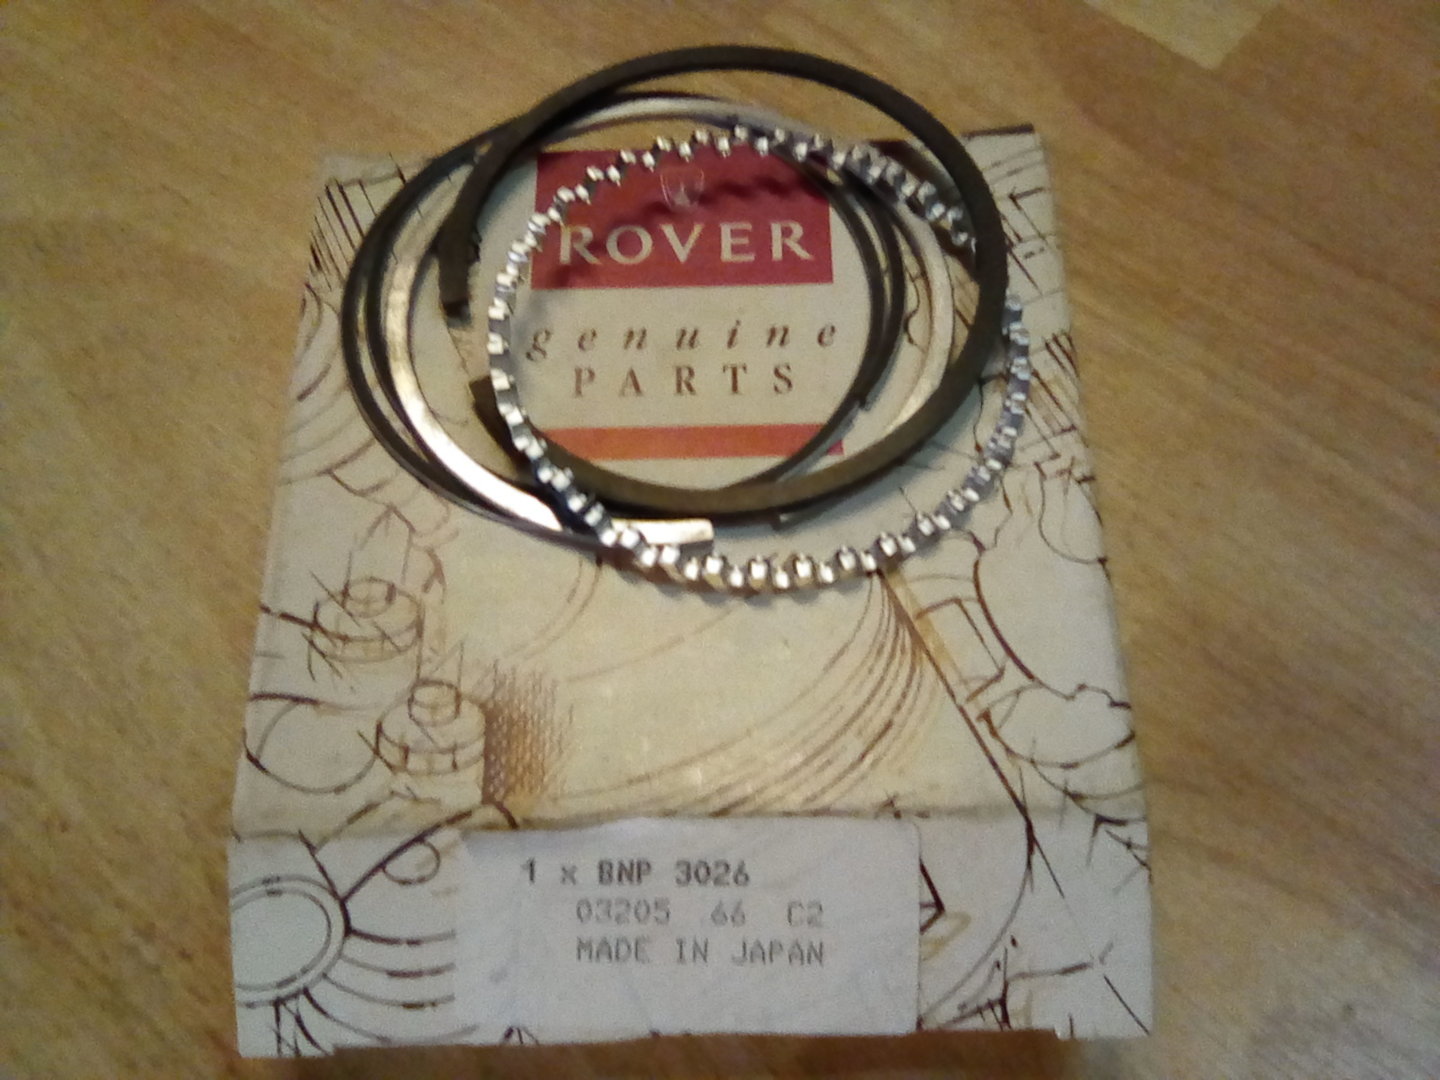 ROVER
genuine
PARTS
1 x BNP 3026
03205 66 C2
MADE IN JAPAN